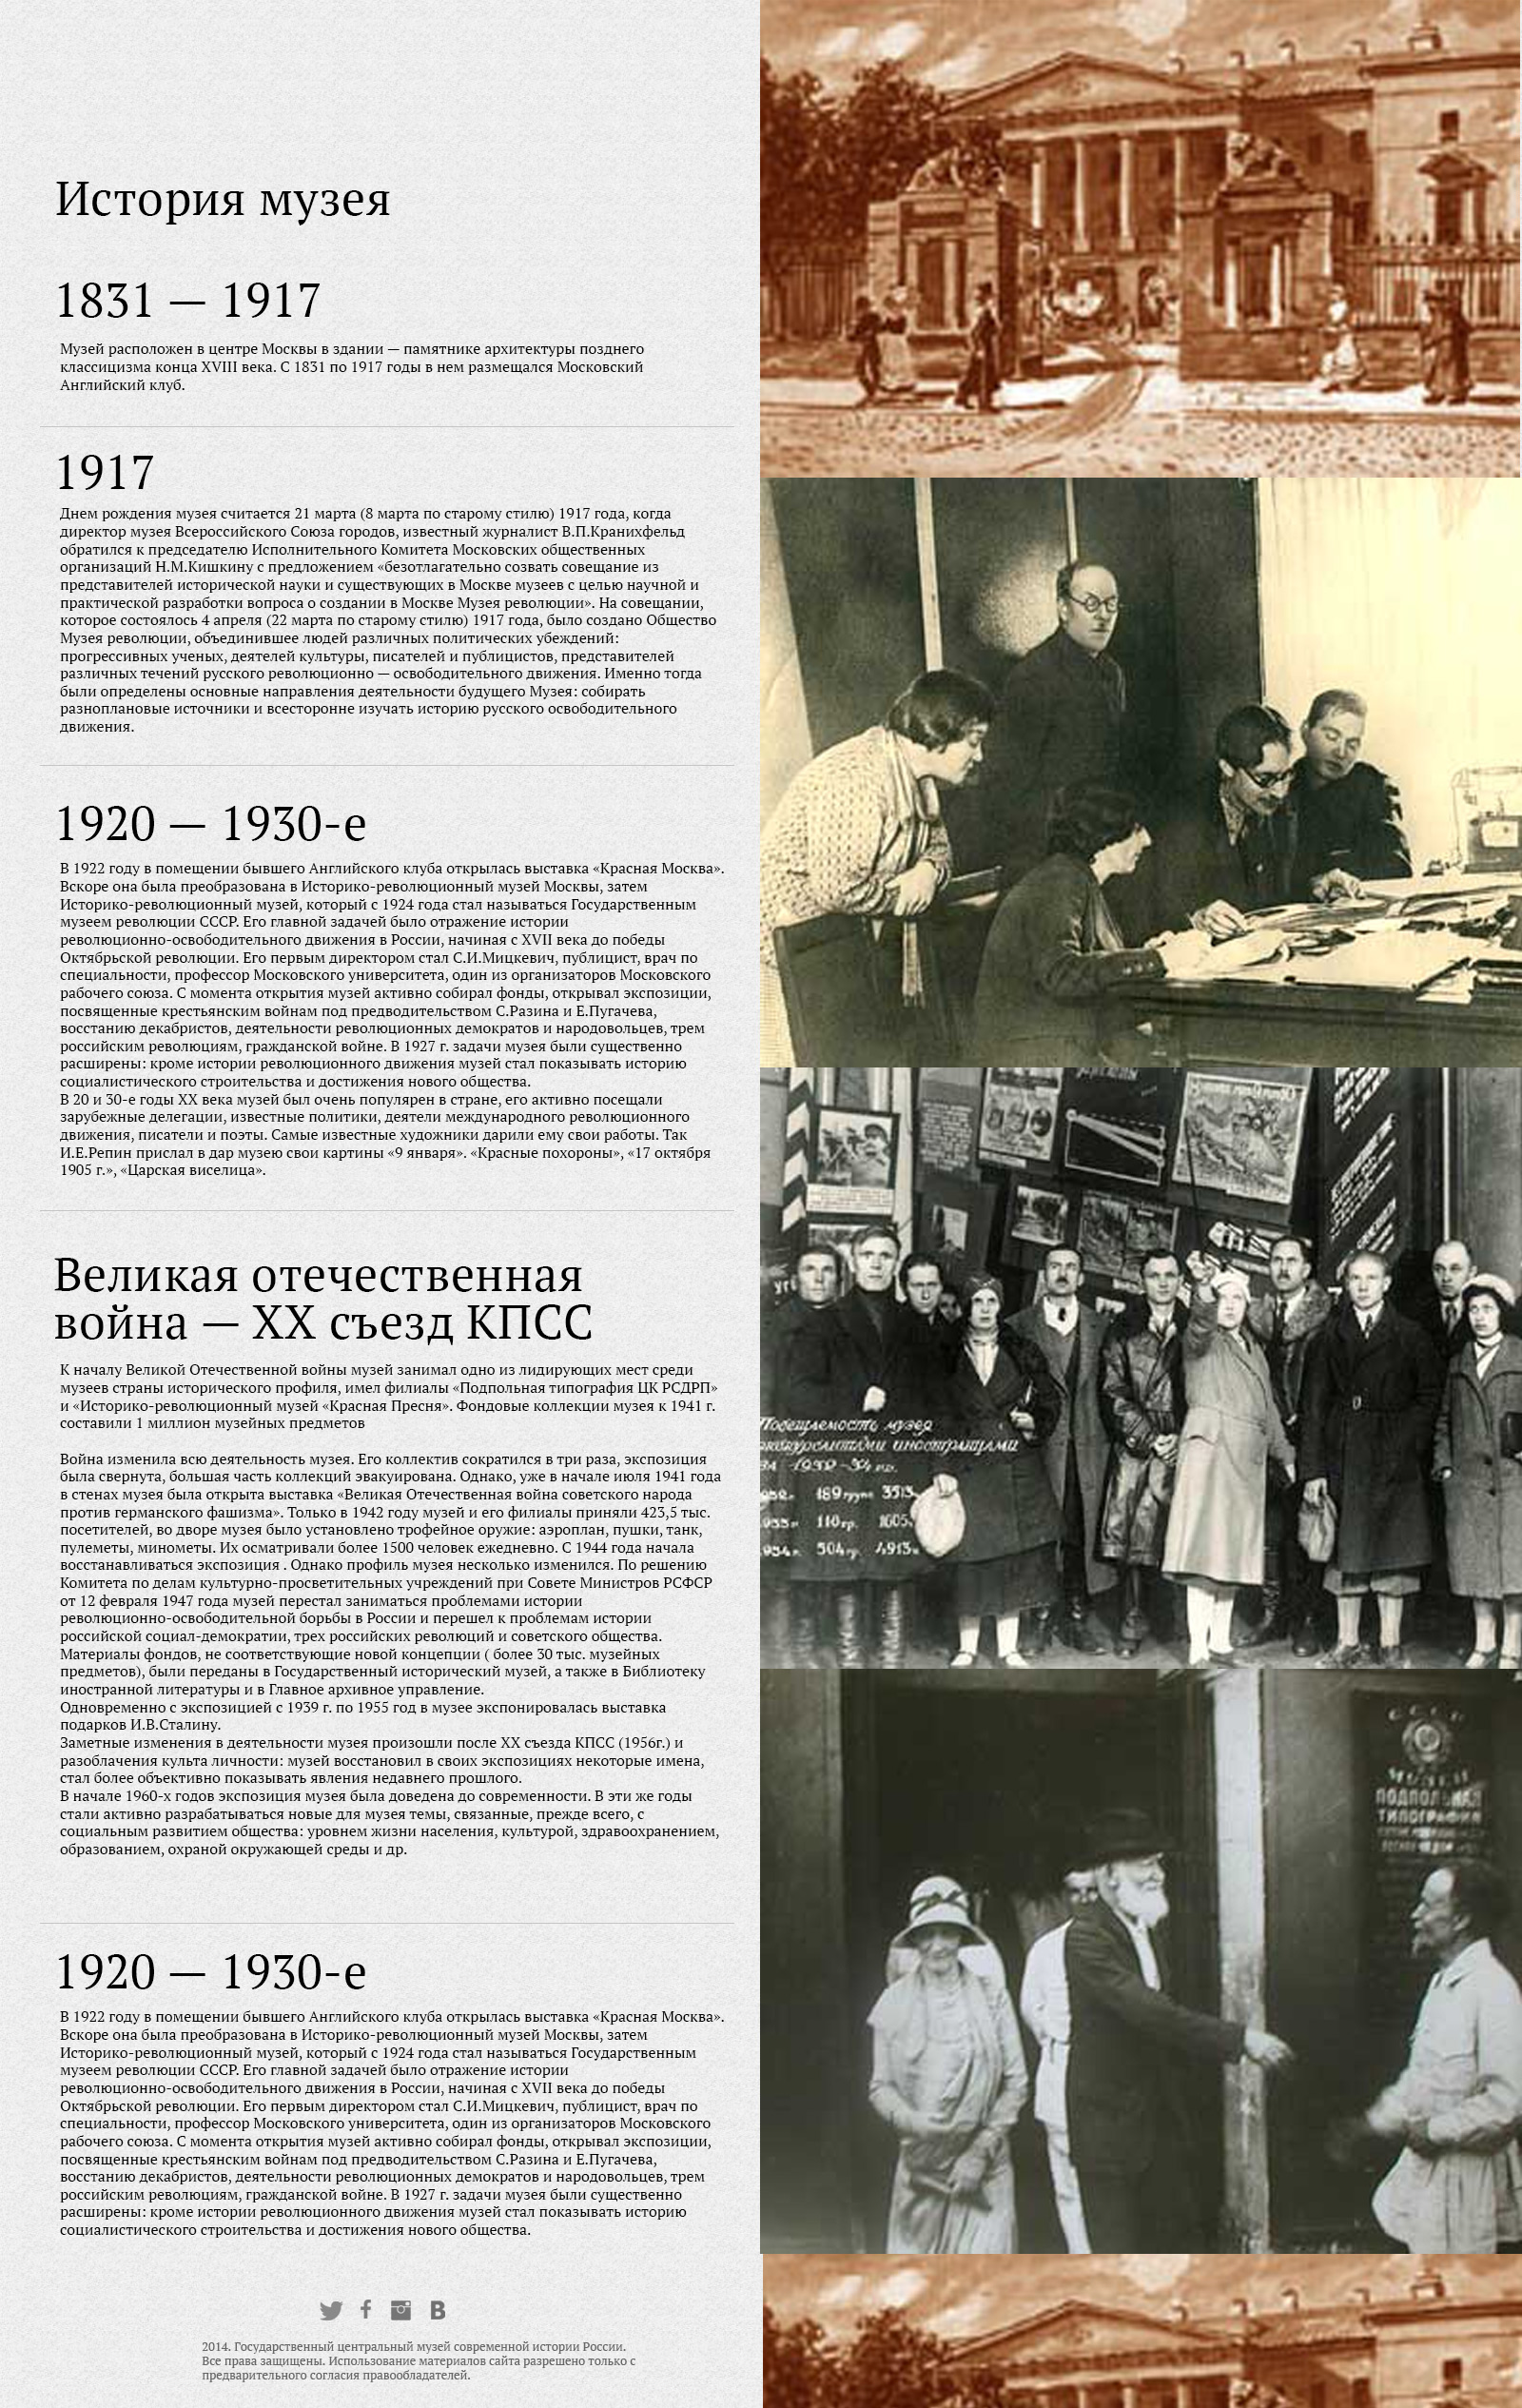 История музея
1831 — 1917
Музей расположен в центре Москвы в здании — памятнике архитектуры позднего
классицизма конца XVIII века. С 1831 по 1917 годы в нем размещался Московский
Английский клуб.
1917
Днем рождения музея считается 21 марта (8 марта по старому стилю) 1917 года, когда
директор музея Всероссийского Союза городов, известный журналист В.П.Кранихфельд
обратился к председателю Исполнительного Комитета Московских общественных
организаций Н.М.Кишкину с предложением «безотлагательно созвать совещание из
представителей исторической науки и существующих в Москве музеев с целью научной и
практической разработки вопроса о создании в Москве Музея революции». На совещании,
которое состоялось 4 апреля (22 марта по старому стилю) 1917 года, было создано Общество
Музея революции, объединившее людей различных политических убеждений:
прогрессивных ученых, деятелей культуры, писателей и публицистов, представителей
различных течений русского революционно — освободительного движения. Именно тогда
были определены основные направления деятельности будущего Музея: собирать
разноплановые источники и всесторонне изучать историю русского освободительного
движения.
1920 — 1930-е
В 1922 году в помещении бывшего Английского клуба открылась выставка «Красная Москва».
Вскоре она была преобразована в Историко-революционный музей Москвы, затем
Историко-революционный музей, который с 1924 года стал называться Государственным
музеем революции СССР. Его главной задачей было отражение истории
революционно-освободительного движения в России, начиная с XVII века до победы
Октябрьской революции. Его первым директором стал С.И.Мицкевич, публицист, врач по
специальности, профессор Московского университета, один из организаторов Московского
рабочего союза. С момента открытия музей активно собирал фонды, открывал экспозиции,
посвященные крестьянским войнам под предводительством С.Разина и Е.Пугачева,
восстанию декабристов, деятельности революционных демократов и народовольцев, трем
российским революциям, гражданской войне. В 1927 г. задачи музея были существенно
расширены: кроме истории революционного движения музей стал показывать историю
социалистического строительства и достижения нового общества.
В 20 и 30-е годы XX века музей был очень популярен в стране, его активно посещали
зарубежные делегации, известные политики, деятели международного революционного
движения, писатели и поэты. Самые известные художники дарили ему свои работы. Так
И.Е.Репин прислал в дар музею свои картины «9 января». «Красные похороны», «17 октября
1905 г.», «Царская виселица».
Великая отечественная
война — XX съезд КПСС
К началу Великой Отечественной войны музей занимал одно из лидирующих мест среди
музеев страны исторического профиля, имел филиалы «Подпольная типография ЦК РСДРП»
и «Историко-революционный музей «Красная Пресня». Фондовые коллекции музея к 1941 г.
составили 1 миллион музейных предметов
Война изменила всю деятельность музея. Его коллектив сократился в три раза, экспозиция
была свернута, большая часть коллекций эвакуирована. Однако, уже в начале июля 1941 года
в стенах музея была открыта выставка «Великая Отечественная война советского народа
против германского фашизма». Только в 1942 году музей и его филиалы приняли 423,5 тыс.
посетителей, во дворе музея было установлено трофейное оружие: аэроплан, пушки, танк,
пулеметы, минометы. Их осматривали более 1500 человек ежедневно. С 1944 года начала
восстанавливаться экспозиция . Однако профиль музея несколько изменился. По решению
Комитета по делам культурно-просветительных учреждений при Совете Министров РСФСР
от 12 февраля 1947 года музей перестал заниматься проблемами истории
революционно-освободительной борьбы в России и перешел к проблемам истории
российской социал-демократии, трех российских революций и советского общества.
Материалы фондов, не соответствующие новой концепции ( более 30 тыс. музейных
предметов), были переданы в Государственный исторический музей, а также в Библиотеку
иностранной литературы и в Главное архивное управление.
Одновременно с экспозицией с 1939 г. по 1955 год в музее экспонировалась выставка
подарков И.В.Сталину.
Заметные изменения в деятельности музея произошли после XX съезда КПСС (1956г.) и
разоблачения культа личности: музей восстановил в своих экспозициях некоторые имена,
стал более объективно показывать явления недавнего прошлого.
В начале 1960-х годов экспозиция музея была доведена до современности. В эти же годы
стали активно разрабатываться новые для музея темы, связанные, прежде всего, с
социальным развитием общества: уровнем жизни населения, культурой, здравоохранением,
образованием, охраной окружающей среды и др.
1920 — 1930-е
В 1922 году в помещении бывшего Английского клуба открылась выставка «Красная Москва».
Вскоре она была преобразована в Историко-революционный музей Москвы, затем
Историко-революционный музей, который с 1924 года стал называться Государственным
музеем революции СССР. Его главной задачей было отражение истории
революционно-освободительного движения в России, начиная с XVII века до победы
Октябрьской революции. Его первым директором стал С.И.Мицкевич, публицист, врач по
специальности, профессор Московского университета, один из организаторов Московского
рабочего союза. С момента открытия музей активно собирал фонды, открывал экспозиции,
посвященные крестьянским войнам под предводительством С.Разина и Е.Пугачева,
восстанию декабристов, деятельности революционных демократов и народовольцев, трем
российским революциям, гражданской войне. В 1927 г. задачи музея были существенно
расширены: кроме истории революционного движения музей стал показывать историю
социалистического строительства и достижения нового общества.
2014. Государственный центральный музей современной истории России.
Все права защищены. Использование материалов сайта разрешено только с
предварительного согласия правообладателей.
Посещаемость музея
экскурсантами иностранцами
189 групп 3513
110 гр. 1605
304 гр. 4913
СССР
МУЗЕЙ
ПОДПОЛЬНАЯ
ТИПОГРАФИЯ